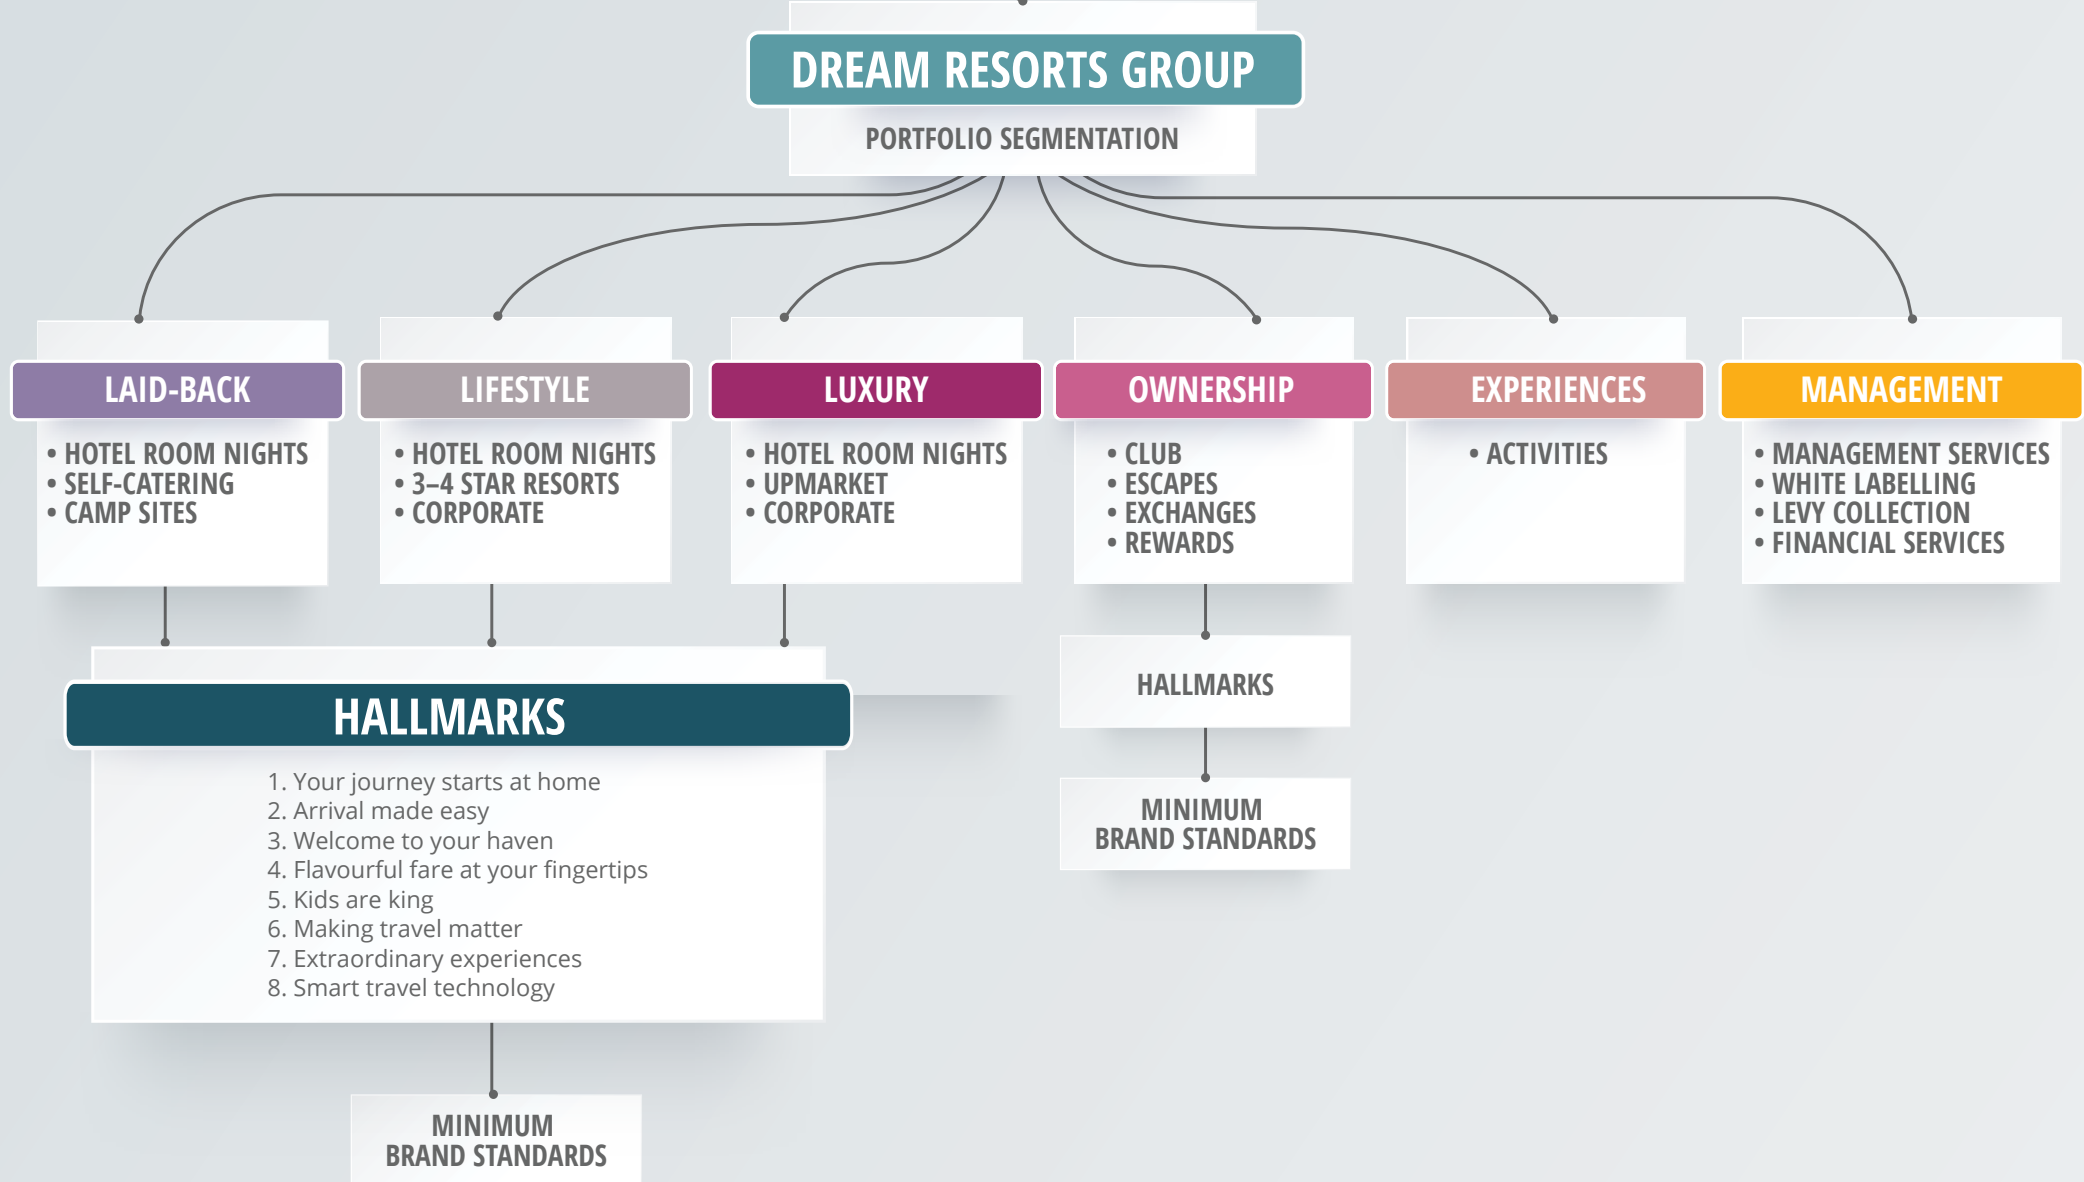 DREAM RESORTS GROUP
PORTFOLIO SEGMENTATION
LAID-BACK
• HOTEL ROOM NIGHTS
• SELF-CATERING
• CAMP SITES
LIFESTYLE
• HOTEL ROOM NIGHTS
• 3–4 STAR RESORTS
• CORPORATE
LUXURY
• HOTEL ROOM NIGHTS
• UPMARKET
• CORPORATE
OWNERSHIP
• CLUB
• ESCAPES
• EXCHANGES
• REWARDS
EXPERIENCES
• ACTIVITIES
MANAGEMENT
• MANAGEMENT SERVICES
• WHITE LABELLING
• LEVY COLLECTION
• FINANCIAL SERVICES
HALLMARKS
1. Your journey starts at home
2. Arrival made easy
3. Welcome to your haven
4. Flavourful fare at your fingertips
5. Kids are king
6. Making travel matter
7. Extraordinary experiences
8. Smart travel technology
MINIMUM
BRAND STANDARDS
HALLMARKS
MINIMUM
BRAND STANDARDS